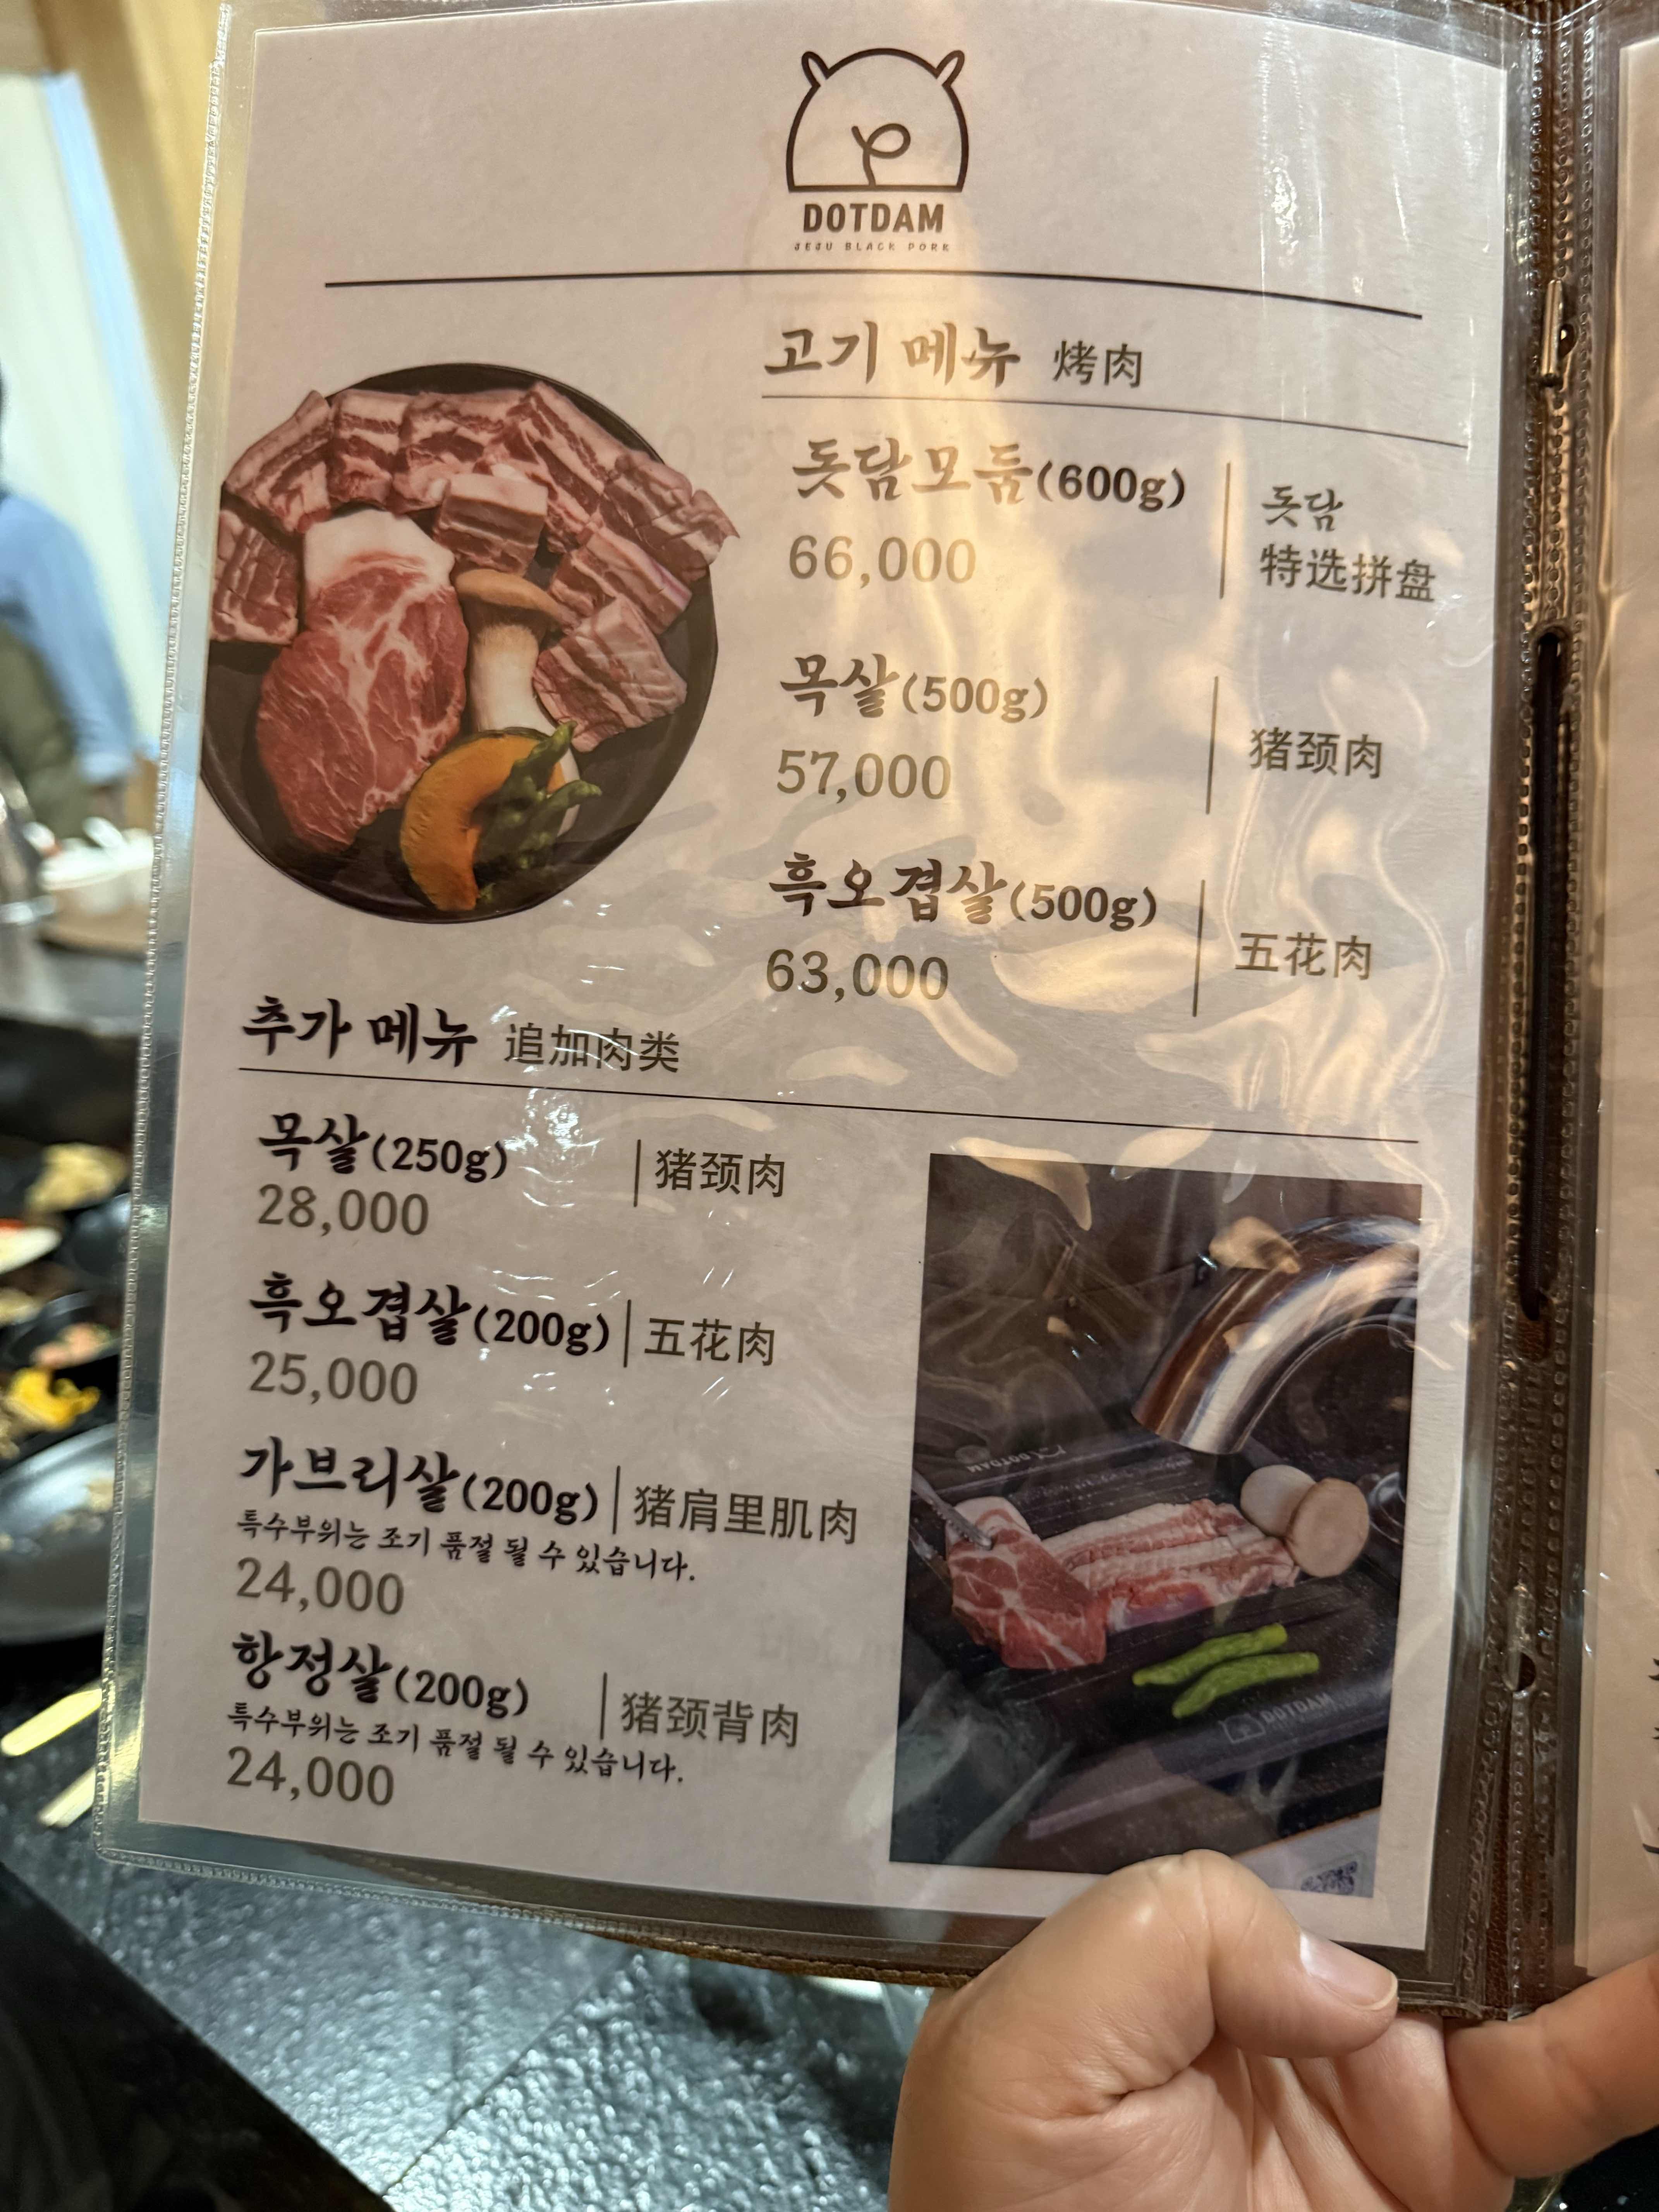 DOTDAM
JEJU BLACK PORK
고기 메뉴 烤肉
돗담모둠(600g)
66,000
돗담
特选拼盘
목살(500g)
57,000
猪颈肉
흑오겹살(500g)
63,000
五花肉
추가 메뉴 追加肉类
목살(250g) 猪颈肉
28,000
흑오겹살(200g) 五花肉
25,000
가브리살(200g) 猪肩里肌肉
특수부위는 조기 품절 될 수 있습니다.
24,000
항정살(200g) 猪颈背肉
특수부위는 조기 품절 될 수 있습니다.
24,000
DOTDAM
DOTDAM